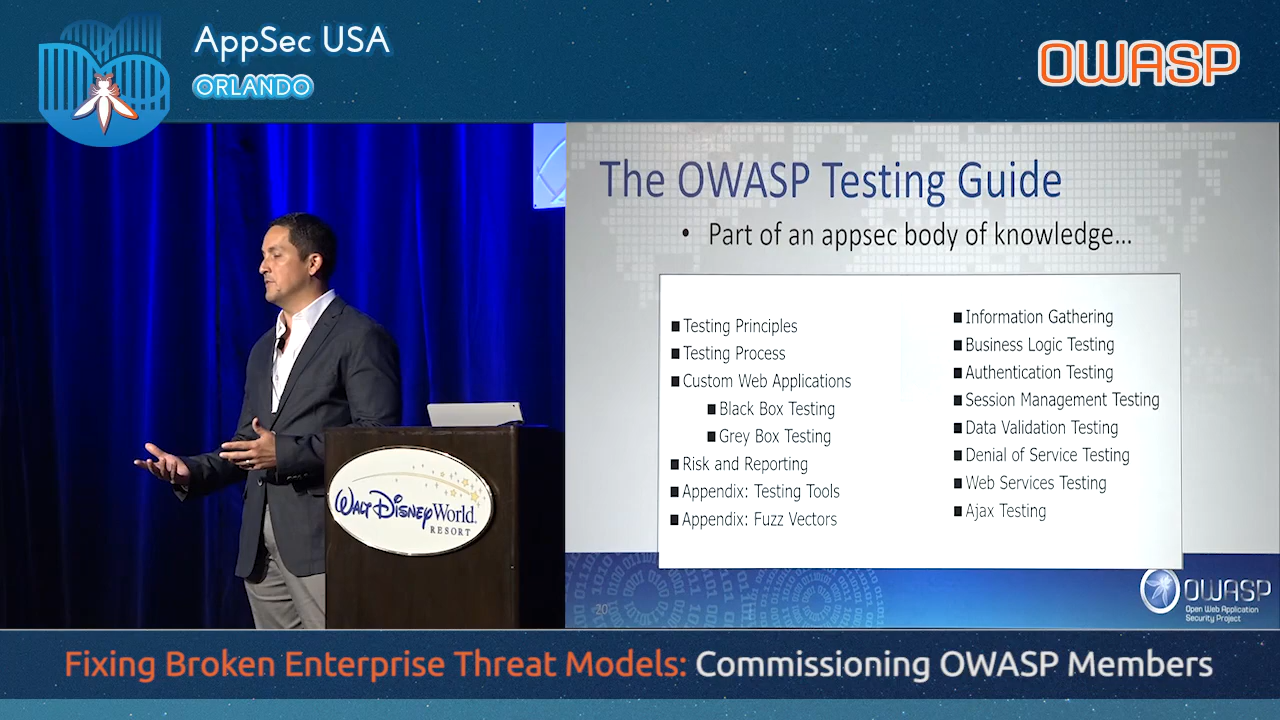 AppSec USA
ORLANDO
OWASP
The OWASP Testing Guide
• Part of an appsec body of knowledge...
■ Testing Principles
■ Testing Process
■ Custom Web Applications
■ Black Box Testing
■ Grey Box Testing
■ Risk and Reporting
■ Appendix: Testing Tools
■ Appendix: Fuzz Vectors
■ Information Gathering
■ Business Logic Testing
■ Authentication Testing
■ Session Management Testing
■ Data Validation Testing
■ Denial of Service Testing
■ Web Services Testing
■ Ajax Testing
20
OWASP
Open Web Application
Security Project
Walt Disney World.
RESORT
Fixing Broken Enterprise Threat Models: Commissioning OWASP Members